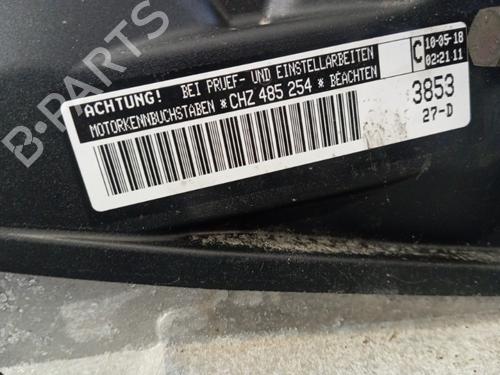 ACHTUNG! BEI PRUEF- UND EINSTELLARBEITEN
MOTORKENNBUCHSTABEN *CHZ 485 254 * BEACHTEN
C
10-05-18
02:21 11
3853
27-D
B-PARTS